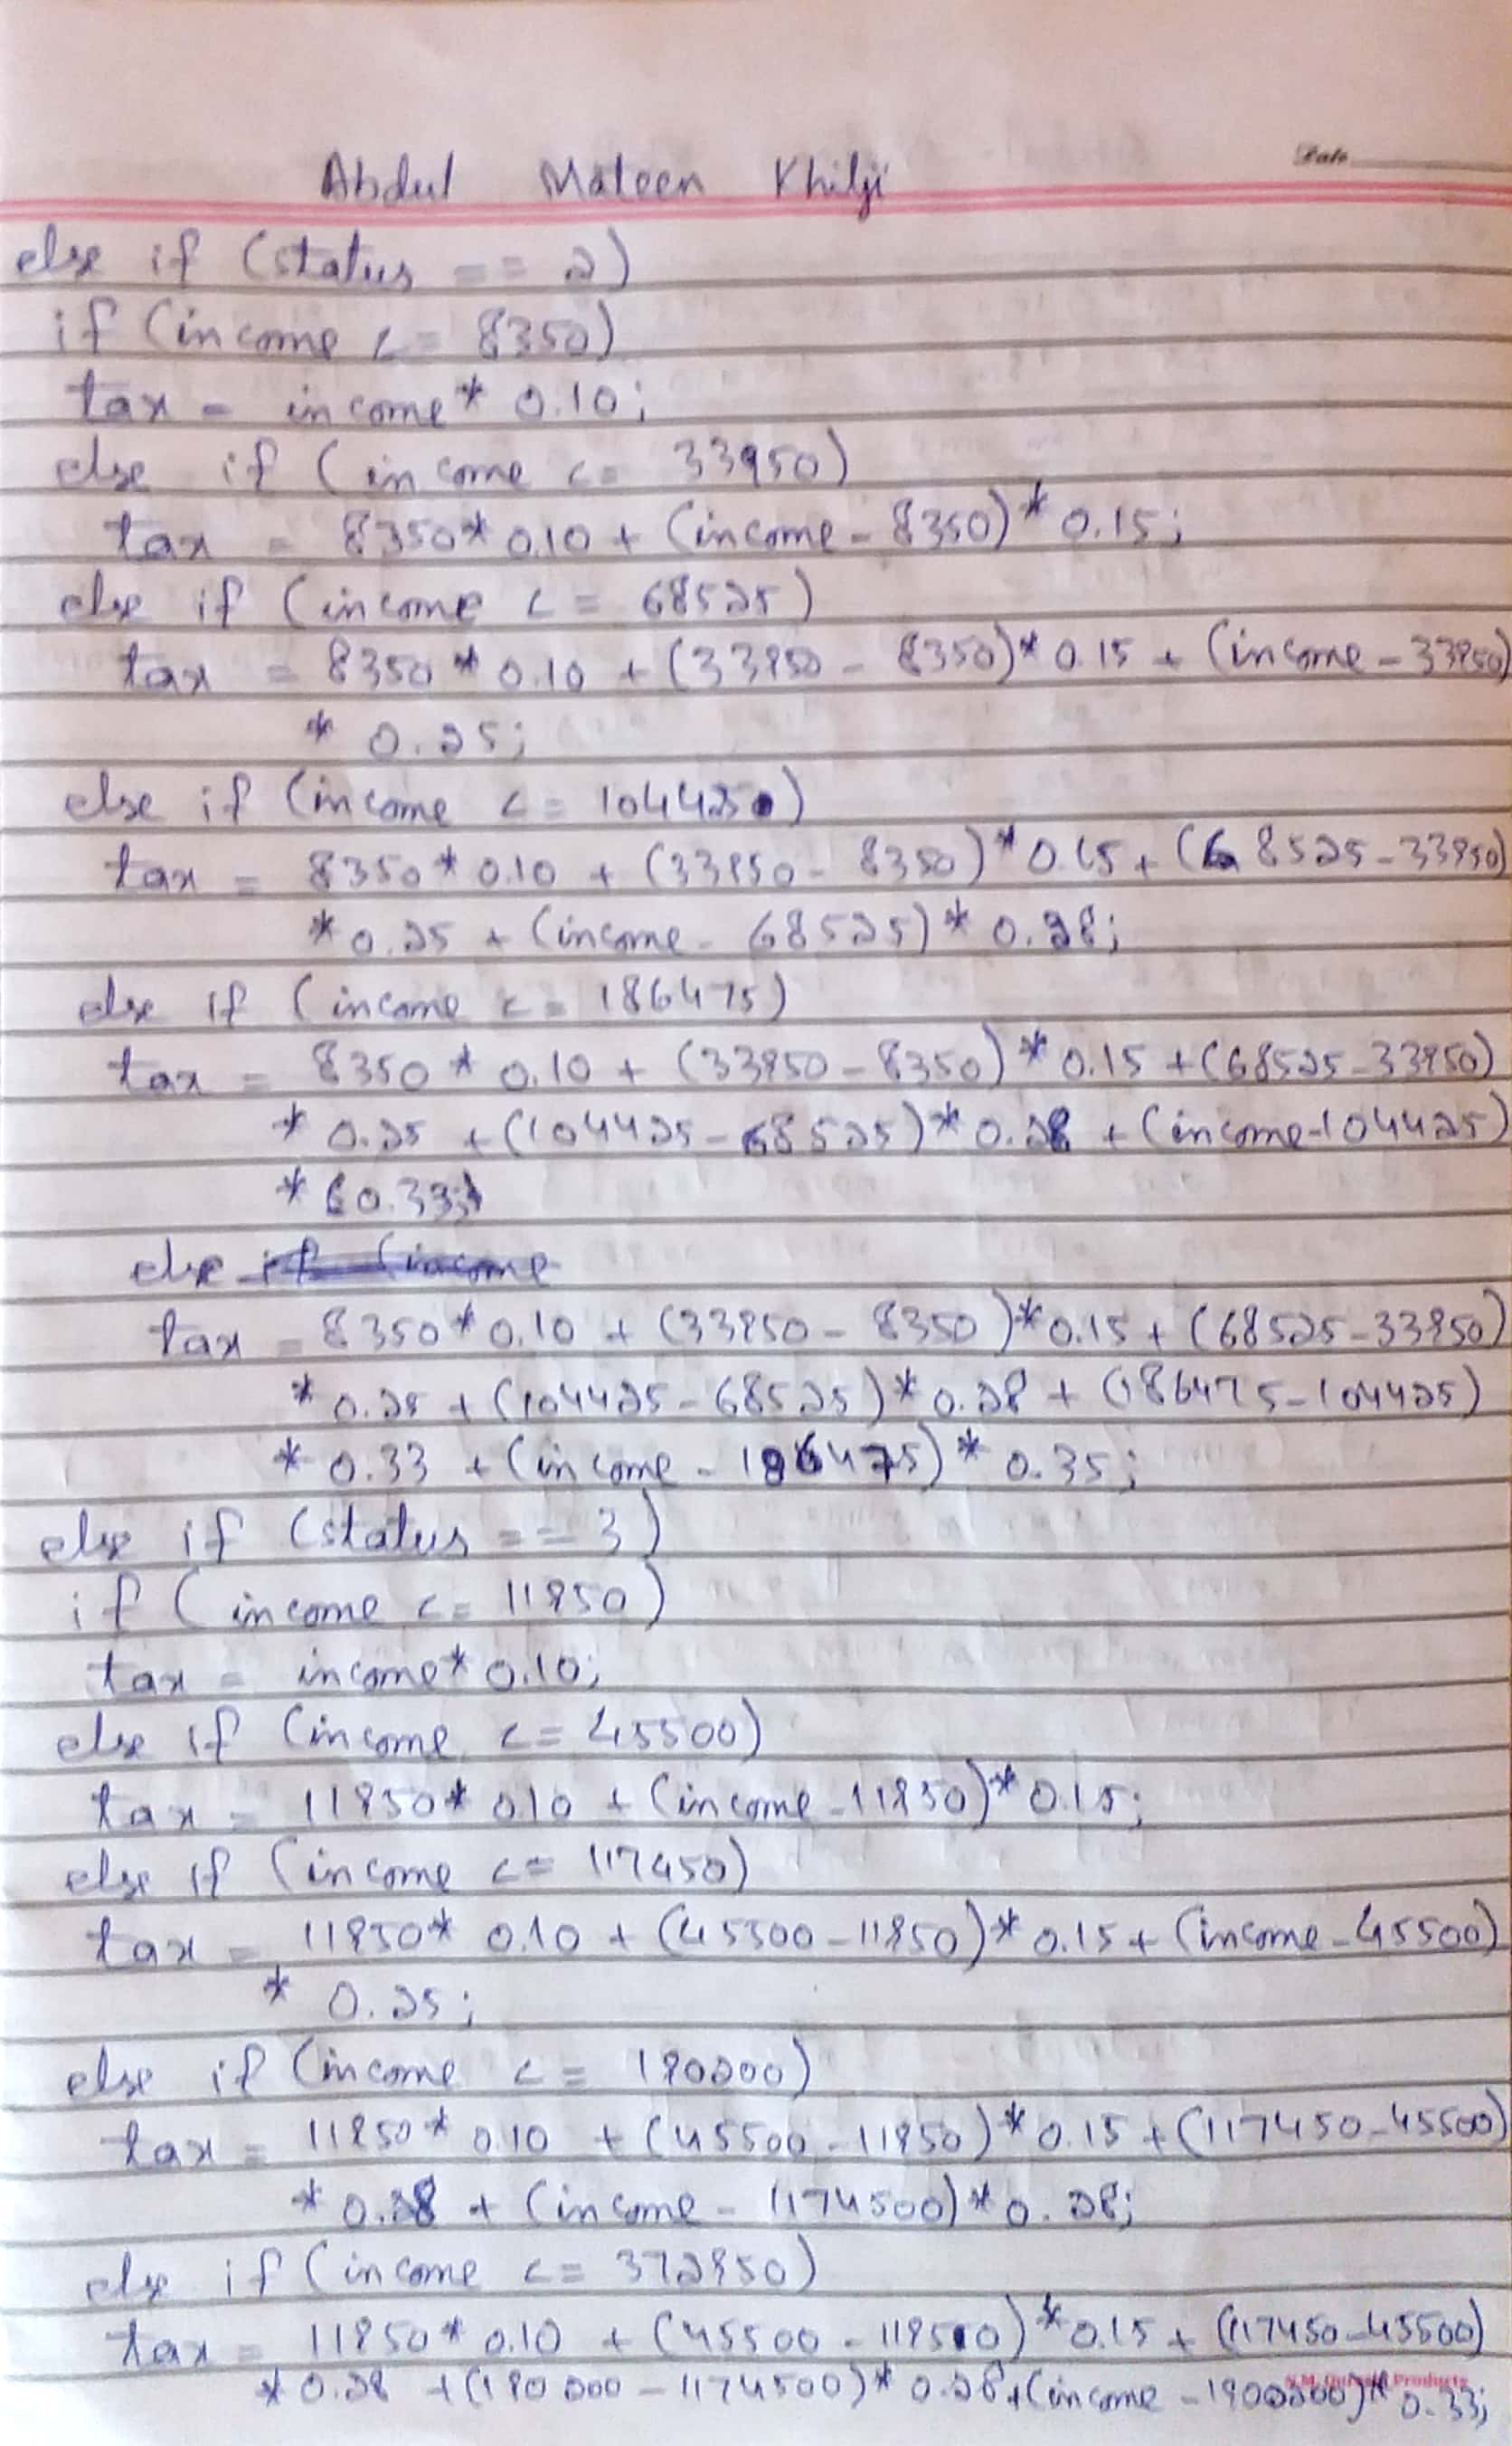 Date
Abdul Mateen Khilji
else if (status == 2)
if (income <= 8350)
tax = income * 0.10;
else if (income <= 33950)
tax = 8350 * 0.10 + (income - 8350) * 0.15;
else if (income <= 68525)
tax = 8350 * 0.10 + (33950 - 8350) * 0.15 + (income - 33950)
* 0.25;
else if (income <= 104425)
tax = 8350 * 0.10 + (33950 - 8350) * 0.15 + (68525 - 33950)
* 0.25 + (income - 68525) * 0.28;
else if (income <= 186475)
tax = 8350 * 0.10 + (33950 - 8350) * 0.15 + (68525 - 33950)
* 0.25 + (104425 - 68525) * 0.28 + (income - 104425)
* 0.33;
else
tax = 8350 * 0.10 + (33950 - 8350) * 0.15 + (68525 - 33950)
* 0.25 + (104425 - 68525) * 0.28 + (186475 - 104425)
* 0.33 + (income - 186475) * 0.35;
else if (status == 3)
if (income <= 11950)
tax = income * 0.10;
else if (income <= 45500)
tax = 11950 * 0.10 + (income - 11950) * 0.15;
else if (income <= 117450)
tax = 11950 * 0.10 + (45500 - 11950) * 0.15 + (income - 45500)
* 0.25;
else if (income <= 190200)
tax = 11950 * 0.10 + (45500 - 11950) * 0.15 + (117450 - 45500)
* 0.28 + (income - 1174500) * 0.28;
else if (income <= 372950)
tax = 11950 * 0.10 + (45500 - 119500) * 0.15 + (117450 - 45500)
* 0.28 + (190200 - 1174500) * 0.28 + (income - 1902200) * 0.33;
Products